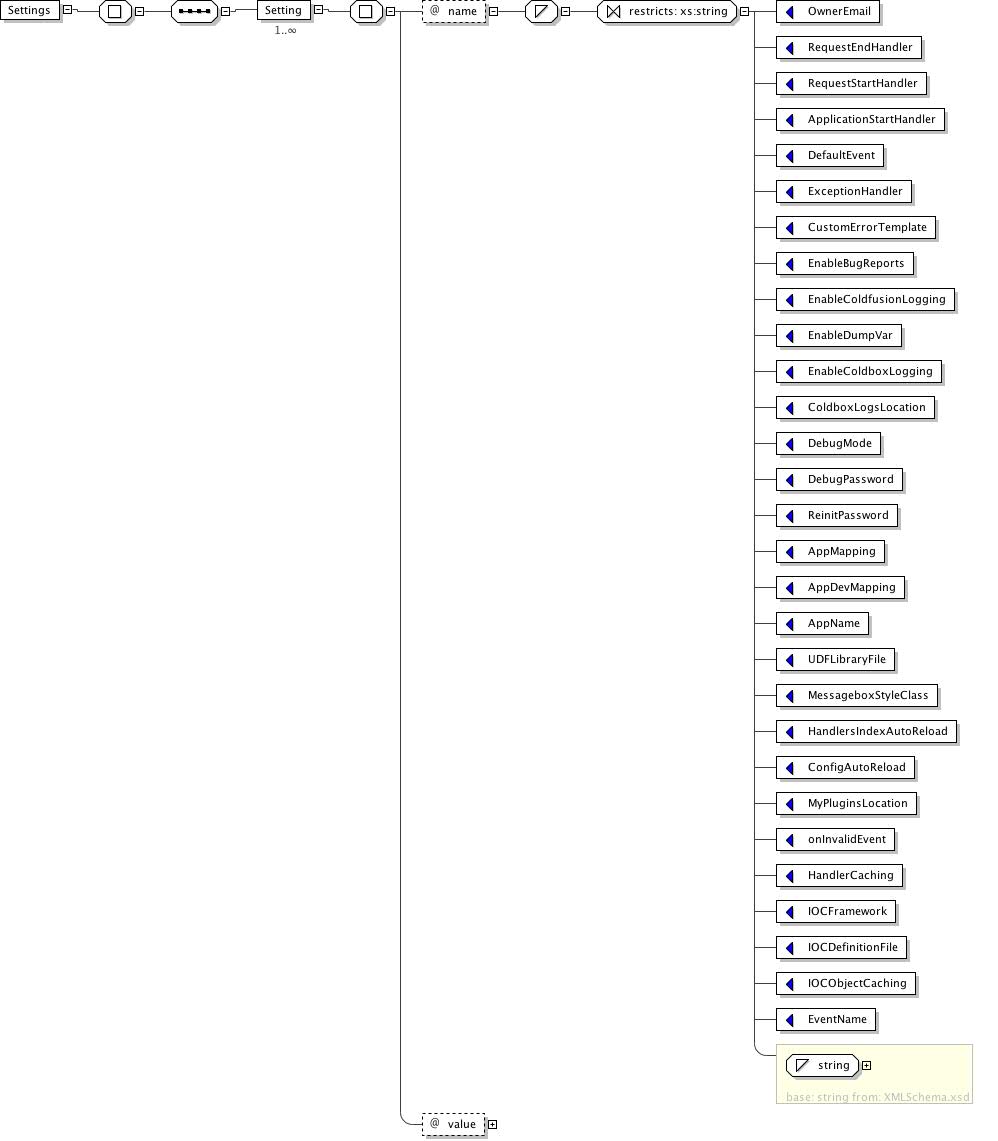 Settings
Setting
1..∞
@ name
restricts: xs:string
OwnerEmail
RequestEndHandler
RequestStartHandler
ApplicationStartHandler
DefaultEvent
ExceptionHandler
CustomErrorTemplate
EnableBugReports
EnableColdfusionLogging
EnableDumpVar
EnableColdboxLogging
ColdboxLogsLocation
DebugMode
DebugPassword
ReinitPassword
AppMapping
AppDevMapping
AppName
UDFLibraryFile
MessageboxStyleClass
HandlersIndexAutoReload
ConfigAutoReload
MyPluginsLocation
onInvalidEvent
HandlerCaching
IOCFramework
IOCDefinitionFile
IOCObjectCaching
EventName
string
base: string from: XMLSchema.xsd
@ value